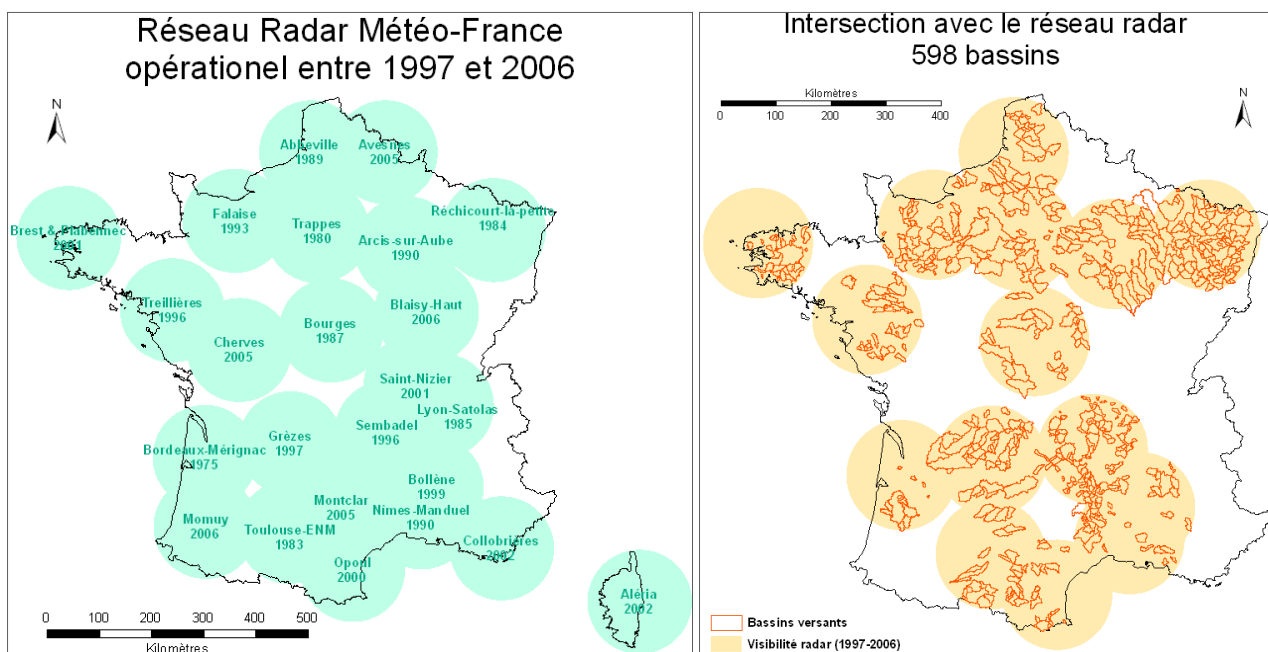 Réseau Radar Météo-France
opérationel entre 1997 et 2006
N
Abbeville
1989
Avesnes
2005
Falaise
1993
Trappes
1980
Réchicourt-la-petite
1984
Arcis-sur-Aube
1990
Brest & Plabennec
2001
Treillières
1996
Cherves
2005
Bourges
1987
Blaisy-Haut
2006
Saint-Nizier
2001
Lyon-Satolas
1985
Sembadel
1996
Grèzes
1997
Bordeaux-Mérignac
1975
Bollène
1999
Montclar
2005
Nîmes-Manduel
1990
Momuy
2006
Toulouse-ENM
1983
Collobrières
2002
Opoul
2000
Aléria
2002
0 100 200 300 400 500
Kilomètres
Intersection avec le réseau radar
598 bassins
Kilomètres
0 100 200 300 400
N
Bassins versants
Visibilité radar (1997-2006)